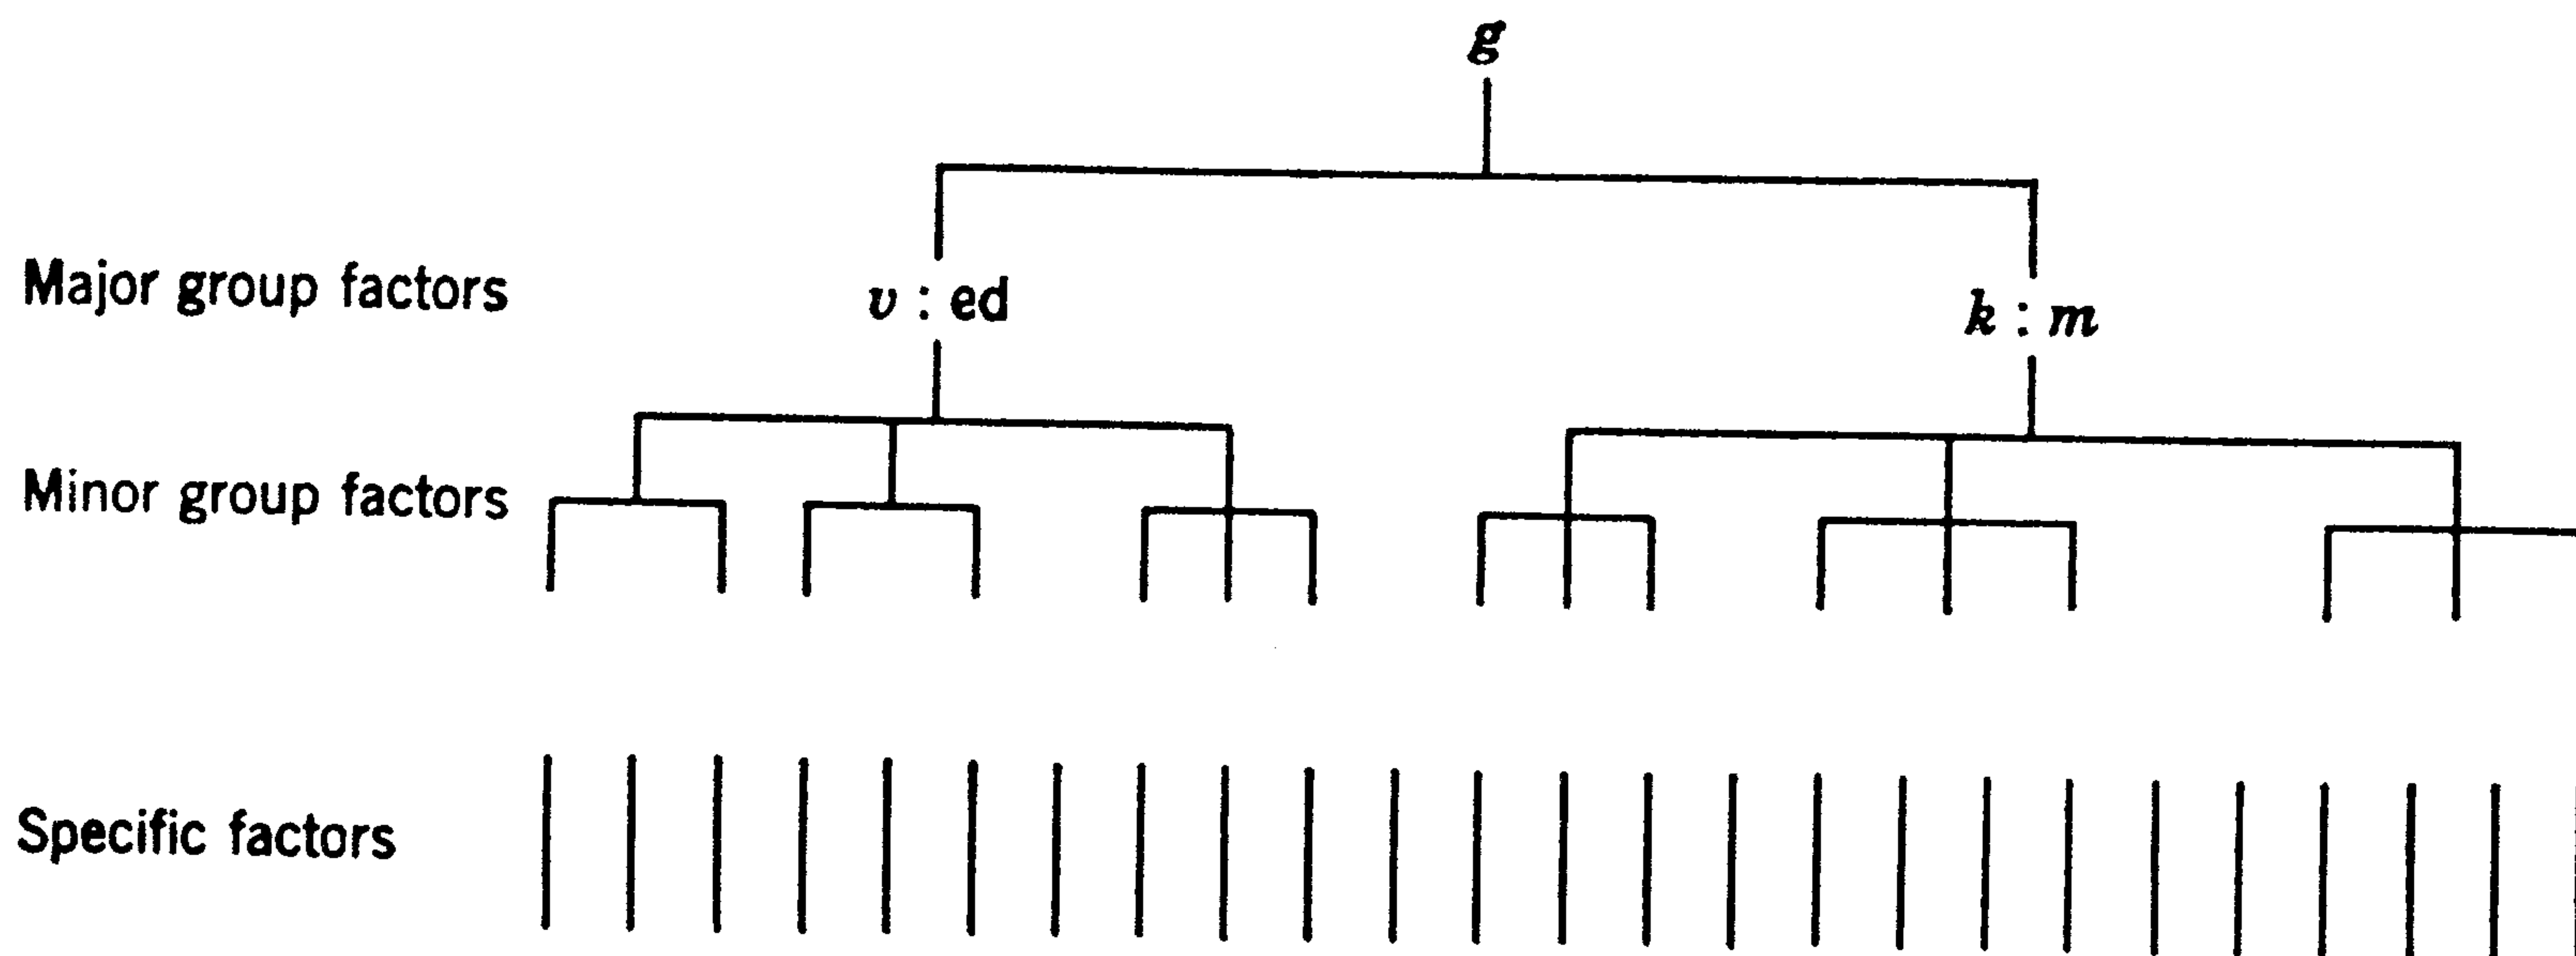 g
Major group factors
v : ed
k : m
Minor group factors
Specific factors